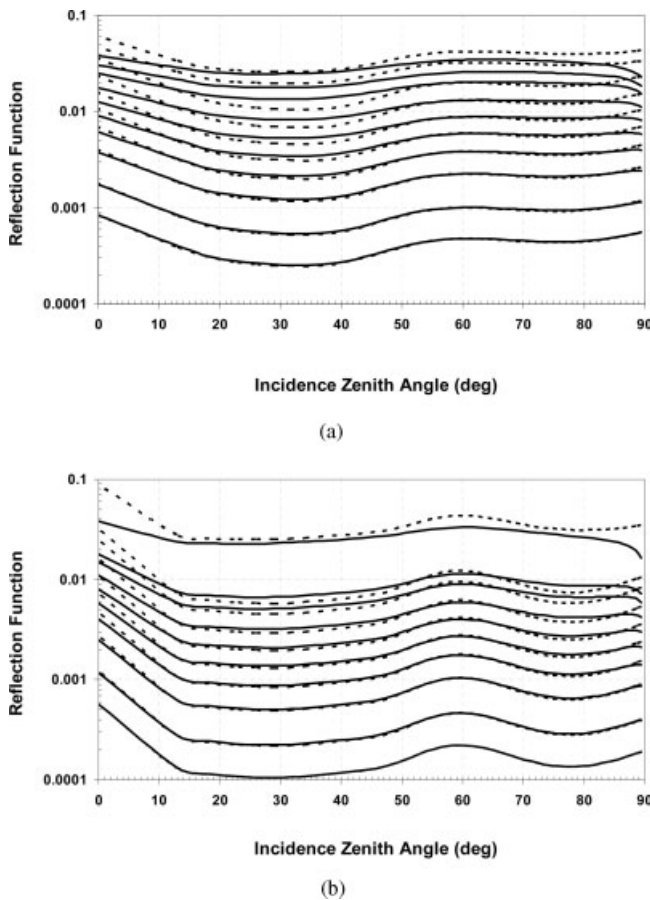 0.1
0.01
0.001
0.0001
Reflection Function
0 10 20 30 40 50 60 70 80 90
Incidence Zenith Angle (deg)
(a)
0.1
0.01
0.001
0.0001
Reflection Function
0 10 20 30 40 50 60 70 80 90
Incidence Zenith Angle (deg)
(b)